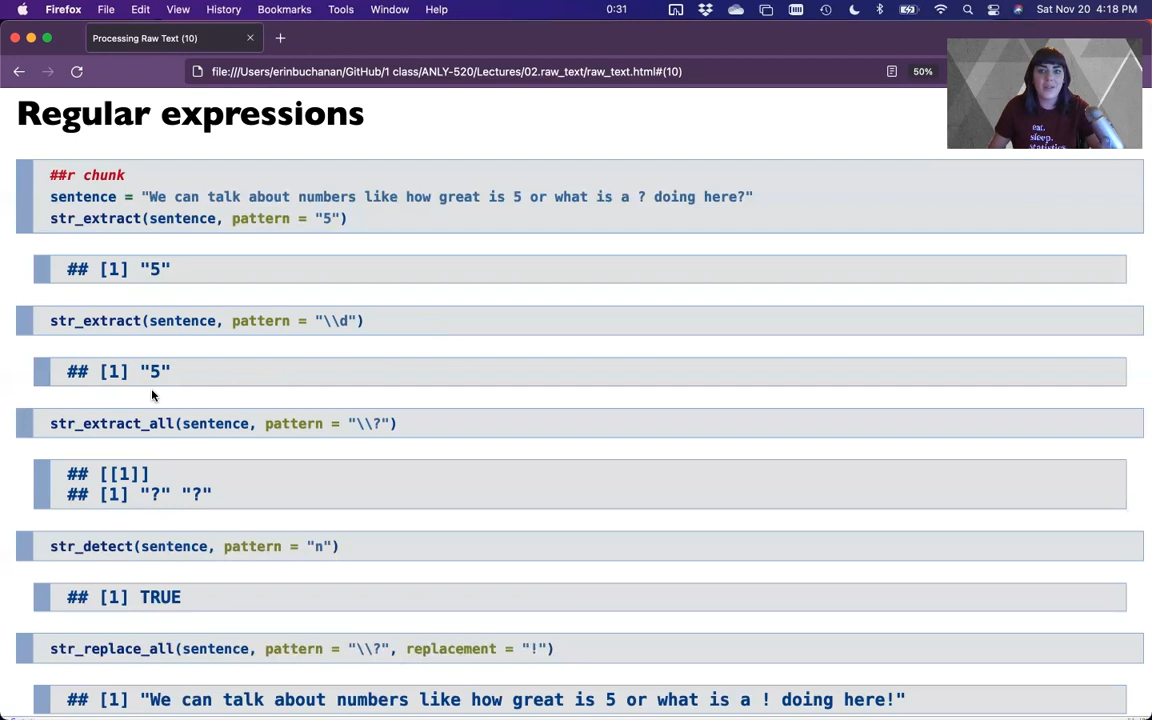 Firefox File Edit View History Bookmarks Tools Window Help 0:31 Sat Nov 20 4:18 PM
Processing Raw Text (10)
file:///Users/erinbuchanan/GitHub/1 class/ANLY-520/Lectures/02.raw_text/raw_text.html#(10) 50%
eat.
sleep.
statistics.
Regular expressions
##r chunk
sentence = "We can talk about numbers like how great is 5 or what is a ? doing here?"
str_extract(sentence, pattern = "5")
## [1] "5"
str_extract(sentence, pattern = "\\d")
## [1] "5"
str_extract_all(sentence, pattern = "\\?")
## [[1]]
## [1] "?" "?"
str_detect(sentence, pattern = "n")
## [1] TRUE
str_replace_all(sentence, pattern = "\\?", replacement = "!")
## [1] "We can talk about numbers like how great is 5 or what is a ! doing here!"